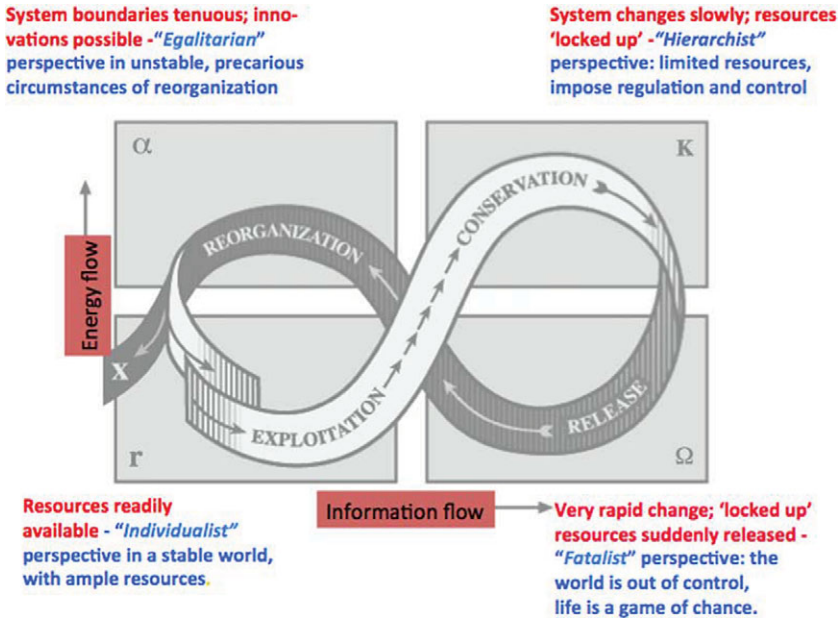 System boundaries tenuous; inno-
vations possible -“Egalitarian”
perspective in unstable, precarious
circumstances of reorganization
System changes slowly; resources
‘locked up’ -“Hierarchist”
perspective: limited resources,
impose regulation and control
α
K
REORGANIZATION
CONSERVATION
Energy flow
X
EXPLOITATION
RELEASE
r
Ω
Information flow
Resources readily
available - “Individualist”
perspective in a stable world,
with ample resources.
Very rapid change; ‘locked up’
resources suddenly released -
“Fatalist” perspective: the
world is out of control,
life is a game of chance.